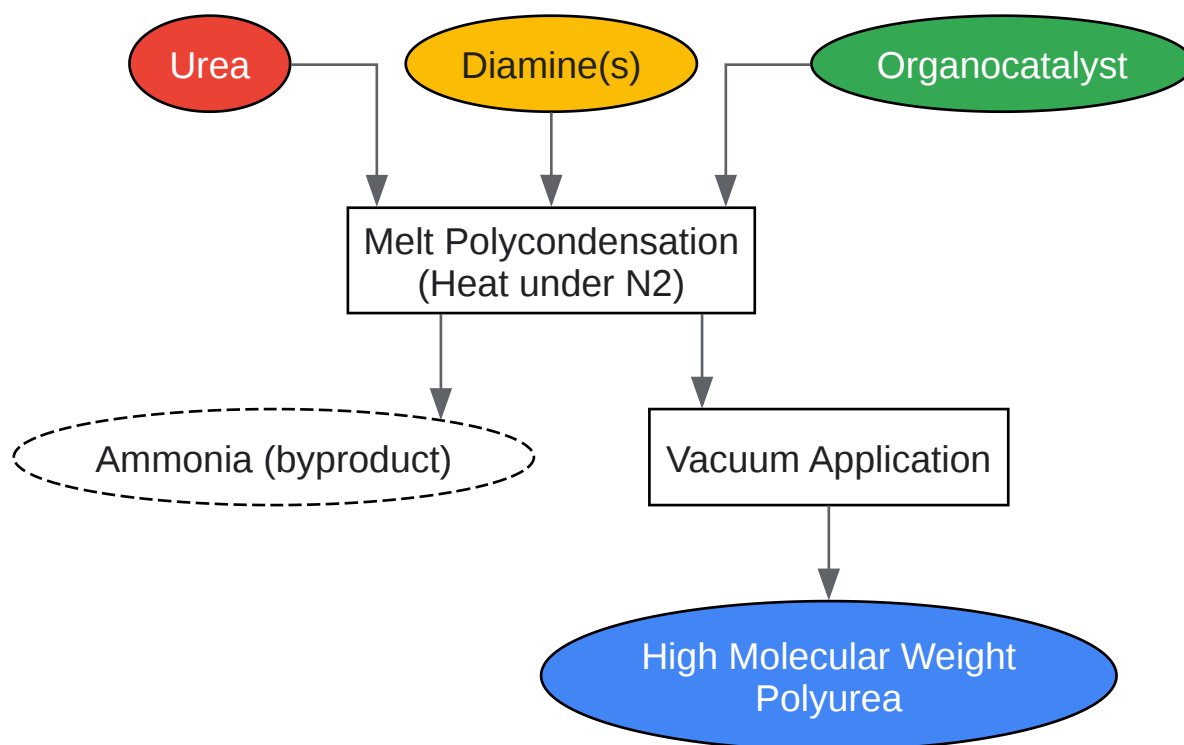 Urea
Diamine(s)
Organocatalyst
Melt Polycondensation
(Heat under N2)
Ammonia (byproduct)
Vacuum Application
High Molecular Weight
Polyurea